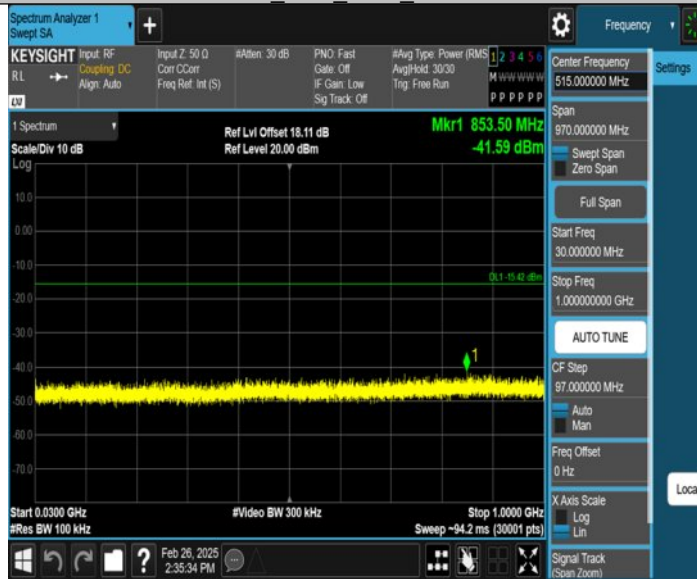 Spectrum Analyzer 1
Swept SA
+
Frequency
KEYSIGHT
RL
LXI
Input: RF
Coupling: DC
Align: Auto
Input Z: 50 Ω
Corr CCorr
Freq Ref: Int (S)
#Atten: 30 dB
PNO: Fast
Gate: Off
IF Gain: Low
Sig Track: Off
#Avg Type: Power (RMS
Avg|Hold: 30/30
Trig: Free Run
1 2 3 4 5 6
M W W W W W
P P P P P P
1 Spectrum
Scale/Div 10 dB
Log
Ref Lvl Offset 18.11 dB
Ref Level 20.00 dBm
Mkr1 853.50 MHz
-41.59 dBm
10.0
0.00
-10.0
DL1 -15.42 dBm
-20.0
-30.0
-40.0
1
-50.0
-60.0
-70.0
Start 0.0300 GHz
#Res BW 100 kHz
#Video BW 300 kHz
Stop 1.0000 GHz
Sweep ~94.2 ms (30001 pts)
?
Feb 26, 2025
2:35:34 PM
Center Frequency
515.000000 MHz
Span
970.000000 MHz
Swept Span
Zero Span
Full Span
Start Freq
30.000000 MHz
Stop Freq
1.000000000 GHz
AUTO TUNE
CF Step
97.000000 MHz
Auto
Man
Freq Offset
0 Hz
X Axis Scale
Log
Lin
Signal Track
(Span Zoom)
Settings
Loca